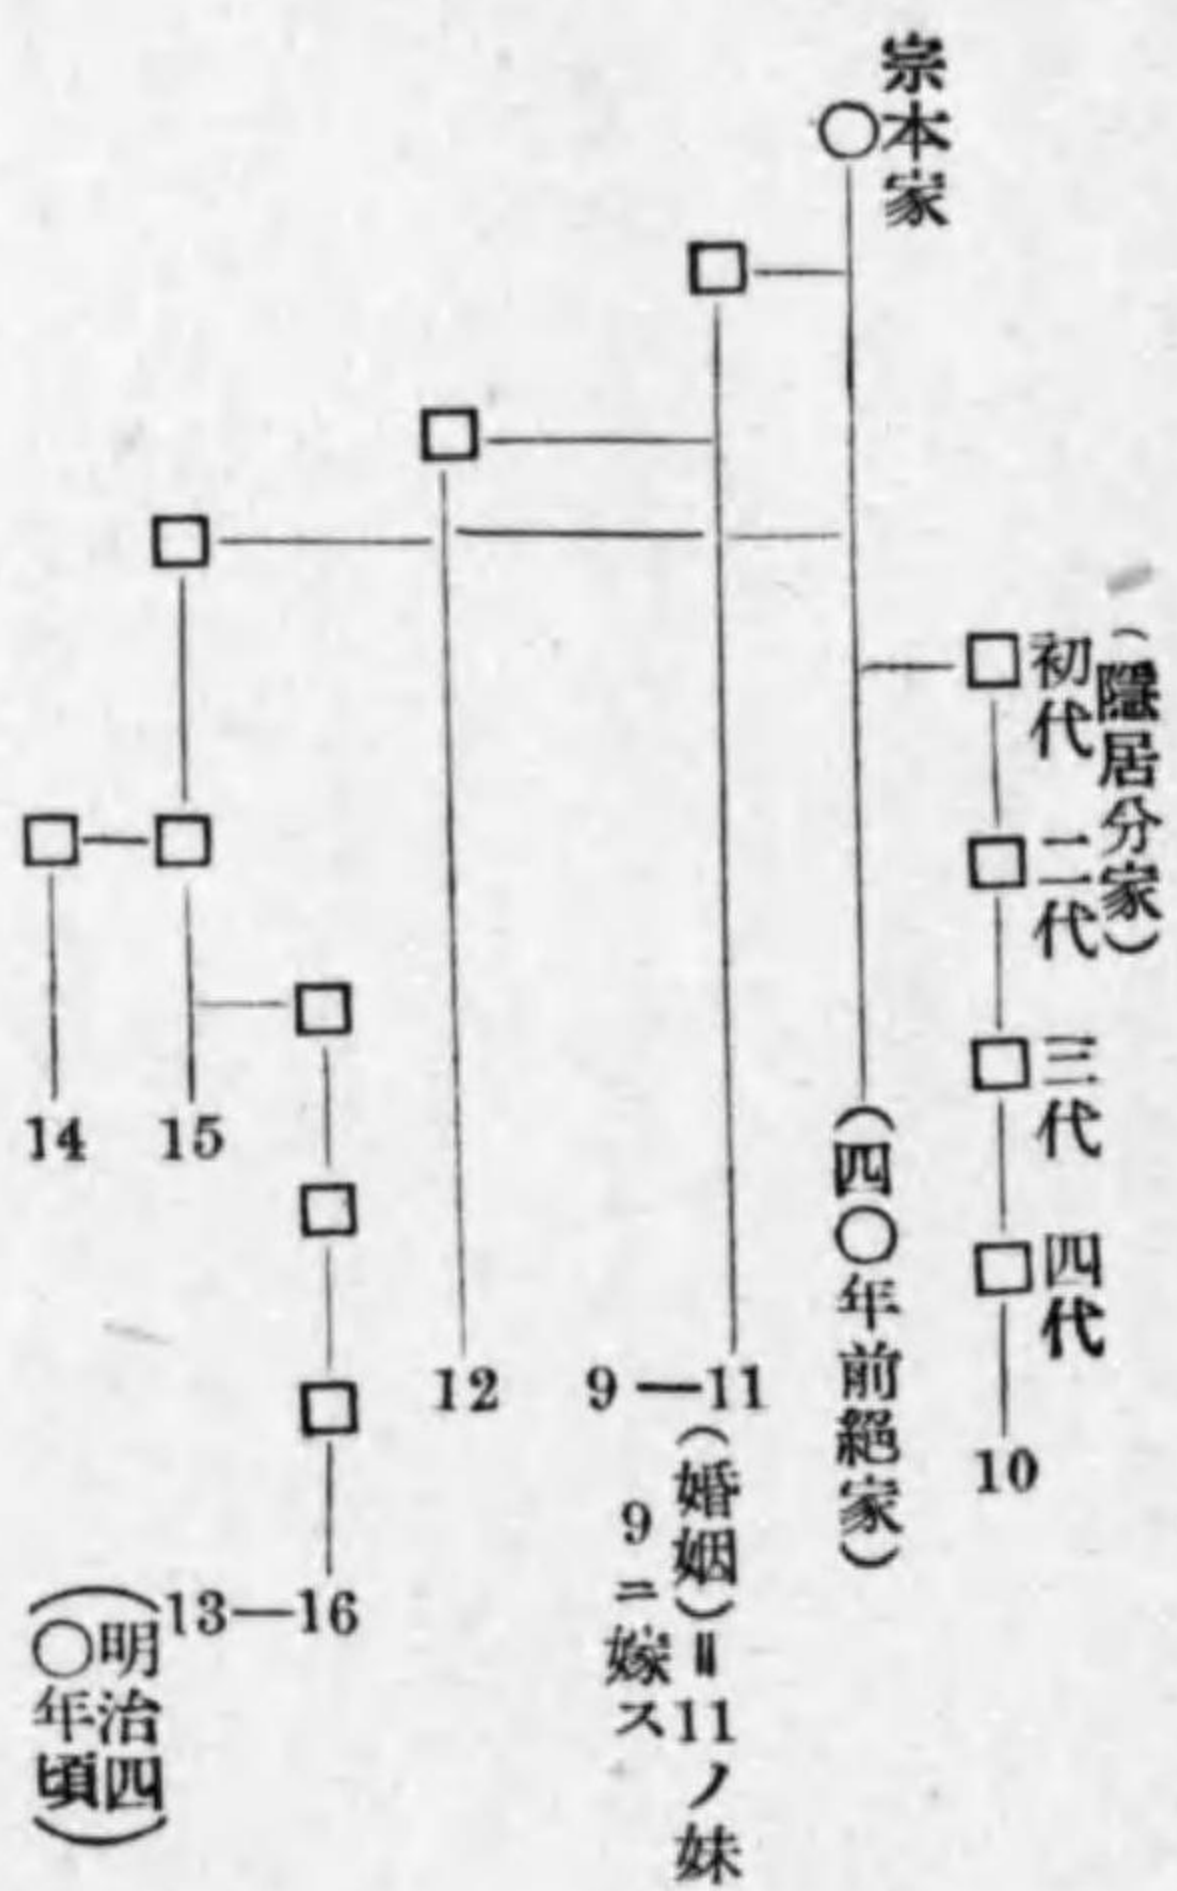 宗本家
(隱居分家)
初代
二代
三代
四代
10
(四〇年前絕家)
9—11
(婚姻)=11ノ妹
9ニ嫁ス
12
13—16
(明治四
〇年頃)
15
14